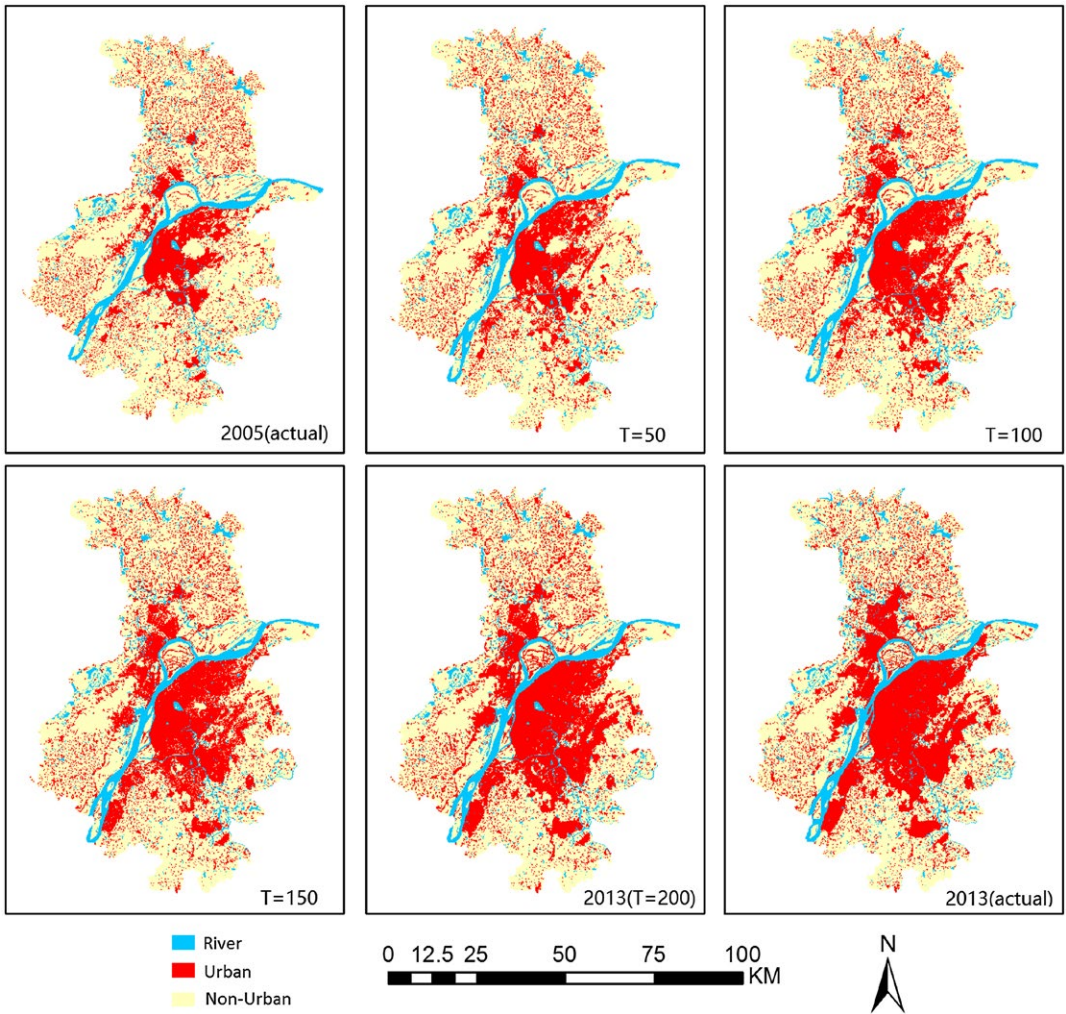 2005(actual)
T=50
T=100
T=150
2013(T=200)
2013(actual)
River
Urban
Non-Urban
0 12.5 25 50 75 100
KM
N